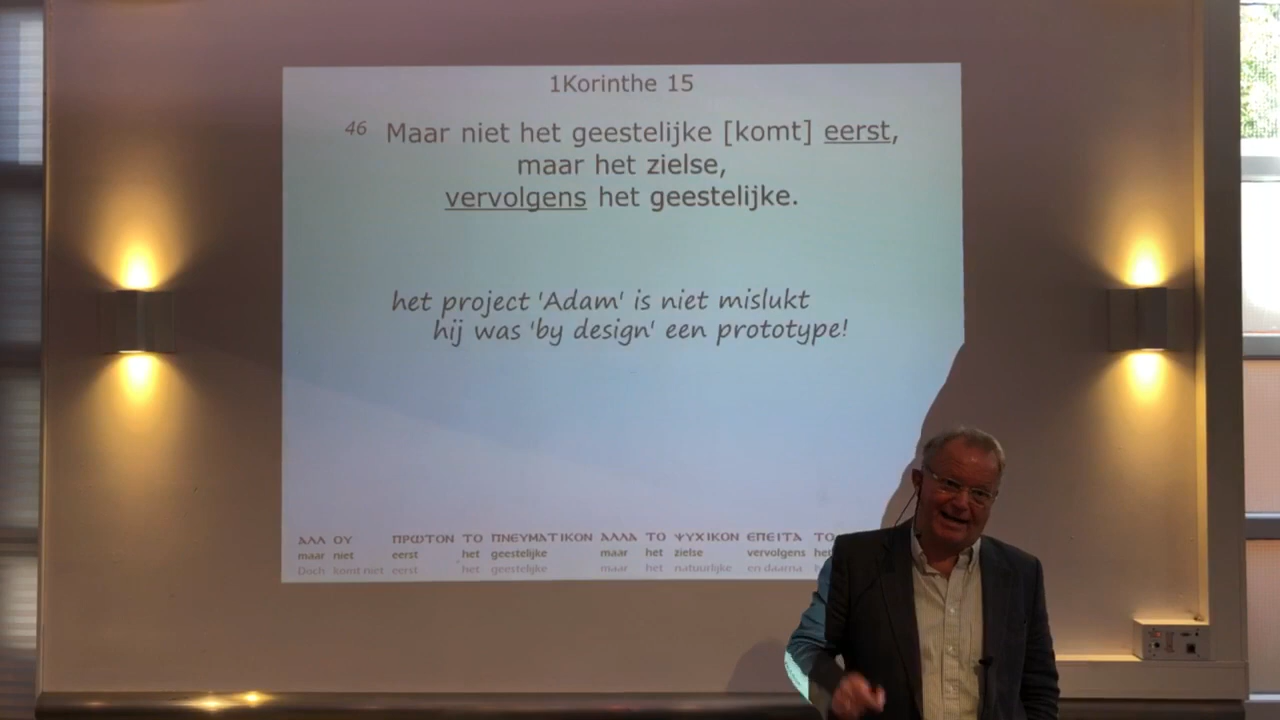 1Korinthe 15
46 Maar niet het geestelijke [komt] eerst,
maar het zielse,
vervolgens het geestelijke.
het project 'Adam' is niet mislukt
hij was 'by design' een prototype!
ΑΛΛ ΟΥ ΠΡΩΤΟΝ ΤΟ ΠΝΕΥΜΑΤΙΚΟΝ ΑΛΛΑ ΤΟ ΨΥΧΙΚΟΝ ΕΠΕΙΤΑ ΤΟ
maar niet eerst het geestelijke maar het zielse vervolgens het
Doch komt niet eerst het geestelijke maar het natuurlijke en daarna